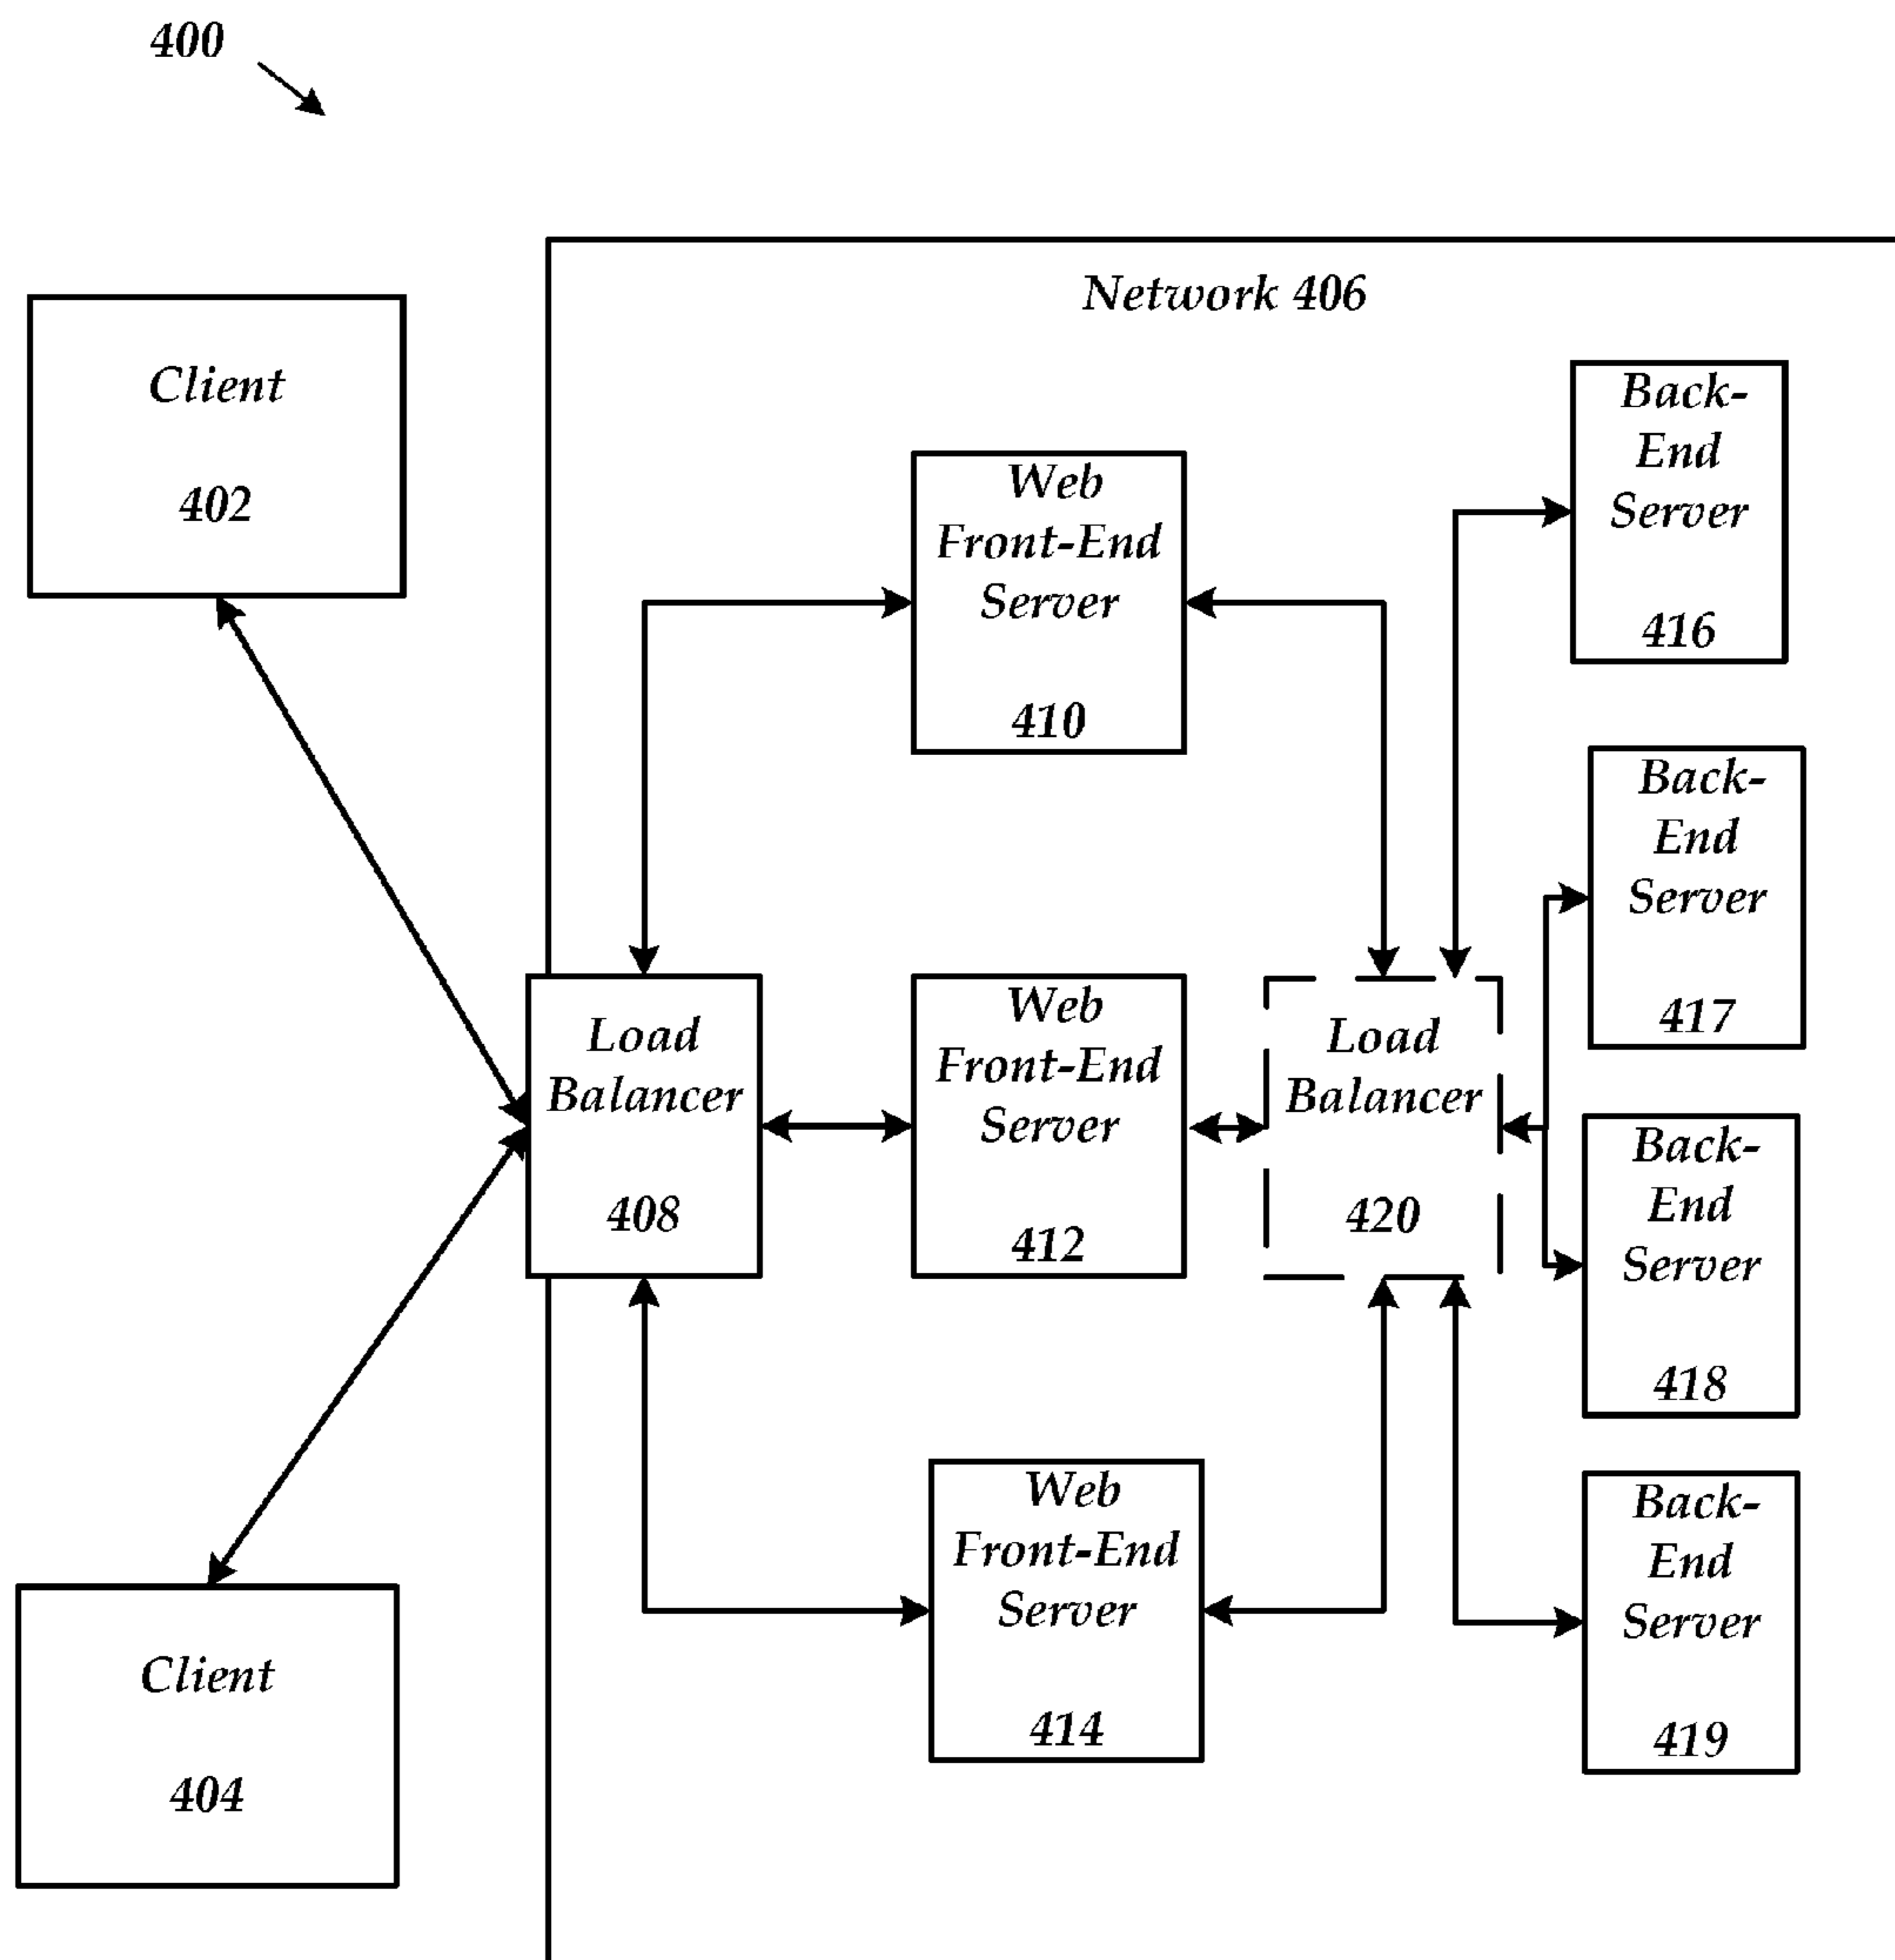 400
Network 406
Client
402
Back-
End
Server
416
Web
Front-End
Server
410
Back-
End
Server
417
Load
Balancer
408
Web
Front-End
Server
412
Load
Balancer
420
Back-
End
Server
418
Web
Front-End
Server
414
Back-
End
Server
419
Client
404